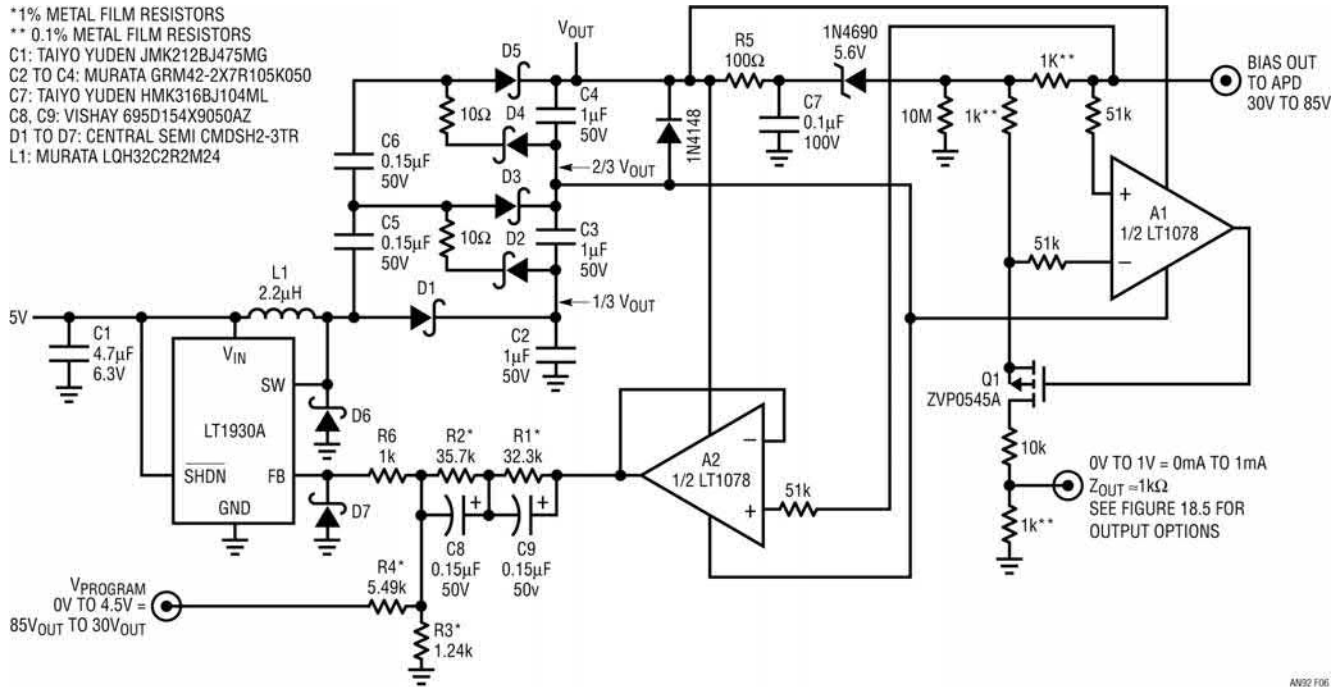 *1% METAL FILM RESISTORS
** 0.1% METAL FILM RESISTORS
C1: TAIYO YUDEN JMK212BJ475MG
C2 TO C4: MURATA GRM42-2X7R105K050
C7: TAIYO YUDEN HMK316BJ104ML
C8, C9: VISHAY 695D154X9050AZ
D1 TO D7: CENTRAL SEMI CMDSH2-3TR
L1: MURATA LQH32C2R2M24
VOUT
D5
10Ω
D4
C4
1µF
50V
C6
0.15µF
50V
2/3 VOUT
D3
C5
0.15µF
50V
10Ω
D2
C3
1µF
50V
1/3 VOUT
1N4148
R5
100Ω
C7
0.1µF
100V
1N4690
5.6V
10M
1k**
1K**
51k
BIAS OUT
TO APD
30V TO 85V
+
A1
1/2 LT1078
51k
−
5V
C1
4.7µF
6.3V
L1
2.2µH
D1
C2
1µF
50V
VIN
SW
LT1930A
SHDN
FB
GND
D6
D7
R6
1k
R2*
35.7k
R1*
32.3k
+
+
C8
0.15µF
50V
C9
0.15µF
50v
A2
1/2 LT1078
−
+
51k
Q1
ZVP0545A
10k
0V TO 1V = 0mA TO 1mA
ZOUT ≈1kΩ
SEE FIGURE 18.5 FOR
OUTPUT OPTIONS
1k**
VPROGRAM
0V TO 4.5V =
85VOUT TO 30VOUT
R4*
5.49k
R3*
1.24k
AN92 F06